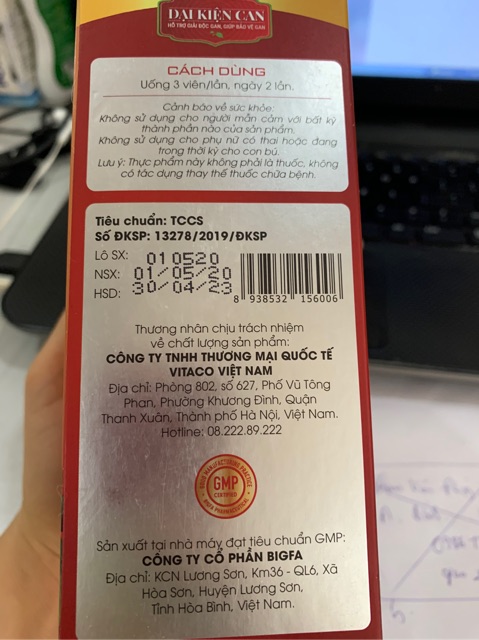 ĐẠI KIỆN CAN
HỖ TRỢ GIẢI ĐỘC GAN, GIÚP BẢO VỆ GAN
CÁCH DÙNG
Uống 3 viên/lần, ngày 2 lần.
Cảnh báo về sức khỏe:
Không sử dụng cho người mẫn cảm với bất kỳ
thành phần nào của sản phẩm.
Không sử dụng cho phụ nữ có thai hoặc đang
trong thời kỳ cho con bú.
Lưu ý: Thực phẩm này không phải là thuốc, không
có tác dụng thay thế thuốc chữa bệnh.
Tiêu chuẩn: TCCS
Số ĐKSP: 13278/2019/ĐKSP
Lô SX: 010520
NSX: 01/05/20
HSD: 30/04/23
8 938532 156006
Thương nhân chịu trách nhiệm
về chất lượng sản phẩm:
CÔNG TY TNHH THƯƠNG MẠI QUỐC TẾ
VITACO VIỆT NAM
Địa chỉ: Phòng 802, số 627, Phố Vũ Tông
Phan, Phường Khương Đình, Quận
Thanh Xuân, Thành phố Hà Nội, Việt Nam.
Hotline: 08.222.89.222
GOOD MANUFACTURING PRACTICE
GMP
CERTIFIED
BIGFA PHARMACEUTICAL
Sản xuất tại nhà máy đạt tiêu chuẩn GMP:
CÔNG TY CỔ PHẦN BIGFA
Địa chỉ: KCN Lương Sơn, Km36 - QL6, Xã
Hòa Sơn, Huyện Lương Sơn,
Tỉnh Hòa Bình, Việt Nam.